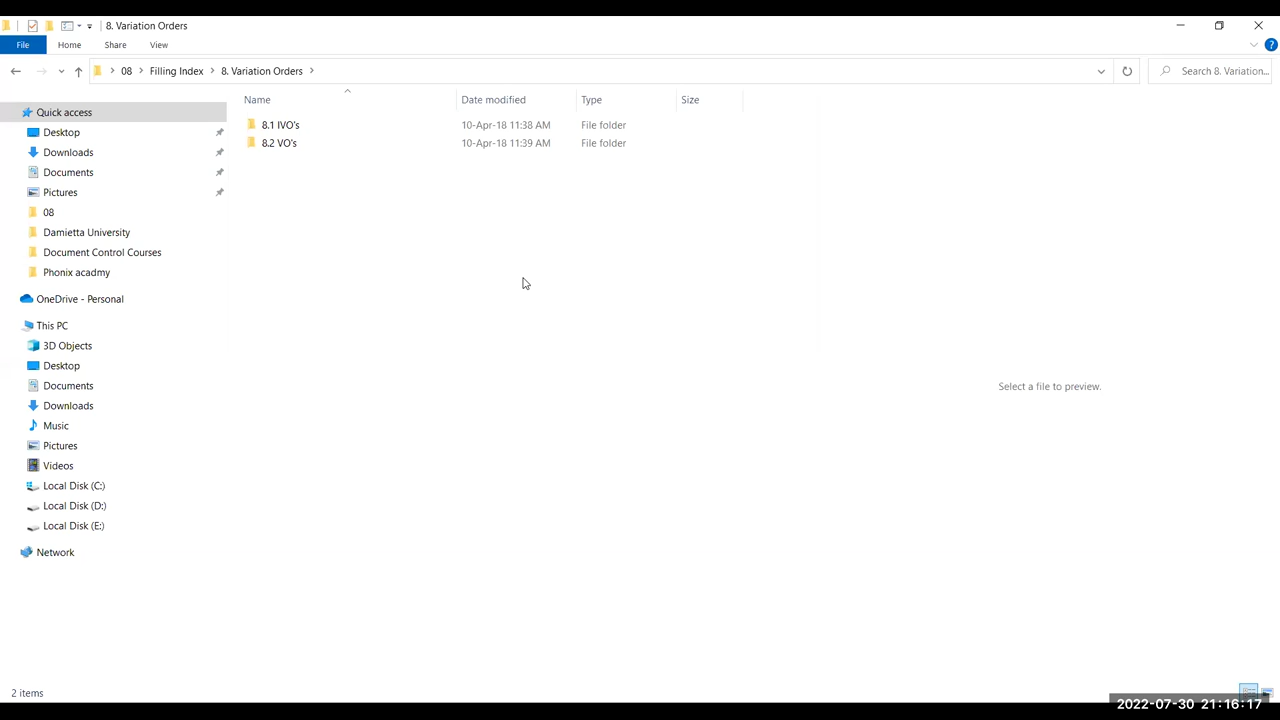 8. Variation Orders
File Home Share View
08 Filling Index 8. Variation Orders Search 8. Variation...
Name Date modified Type Size
Quick access
Desktop
Downloads
Documents
Pictures
08
Damietta University
Document Control Courses
Phonix acadmy
OneDrive - Personal
This PC
3D Objects
Desktop
Documents
Downloads
Music
Pictures
Videos
Local Disk (C:)
Local Disk (D:)
Local Disk (E:)
Network
8.1 IVO's 10-Apr-18 11:38 AM File folder
8.2 VO's 10-Apr-18 11:39 AM File folder
Select a file to preview.
2 items
2022-07-30 21:16:17